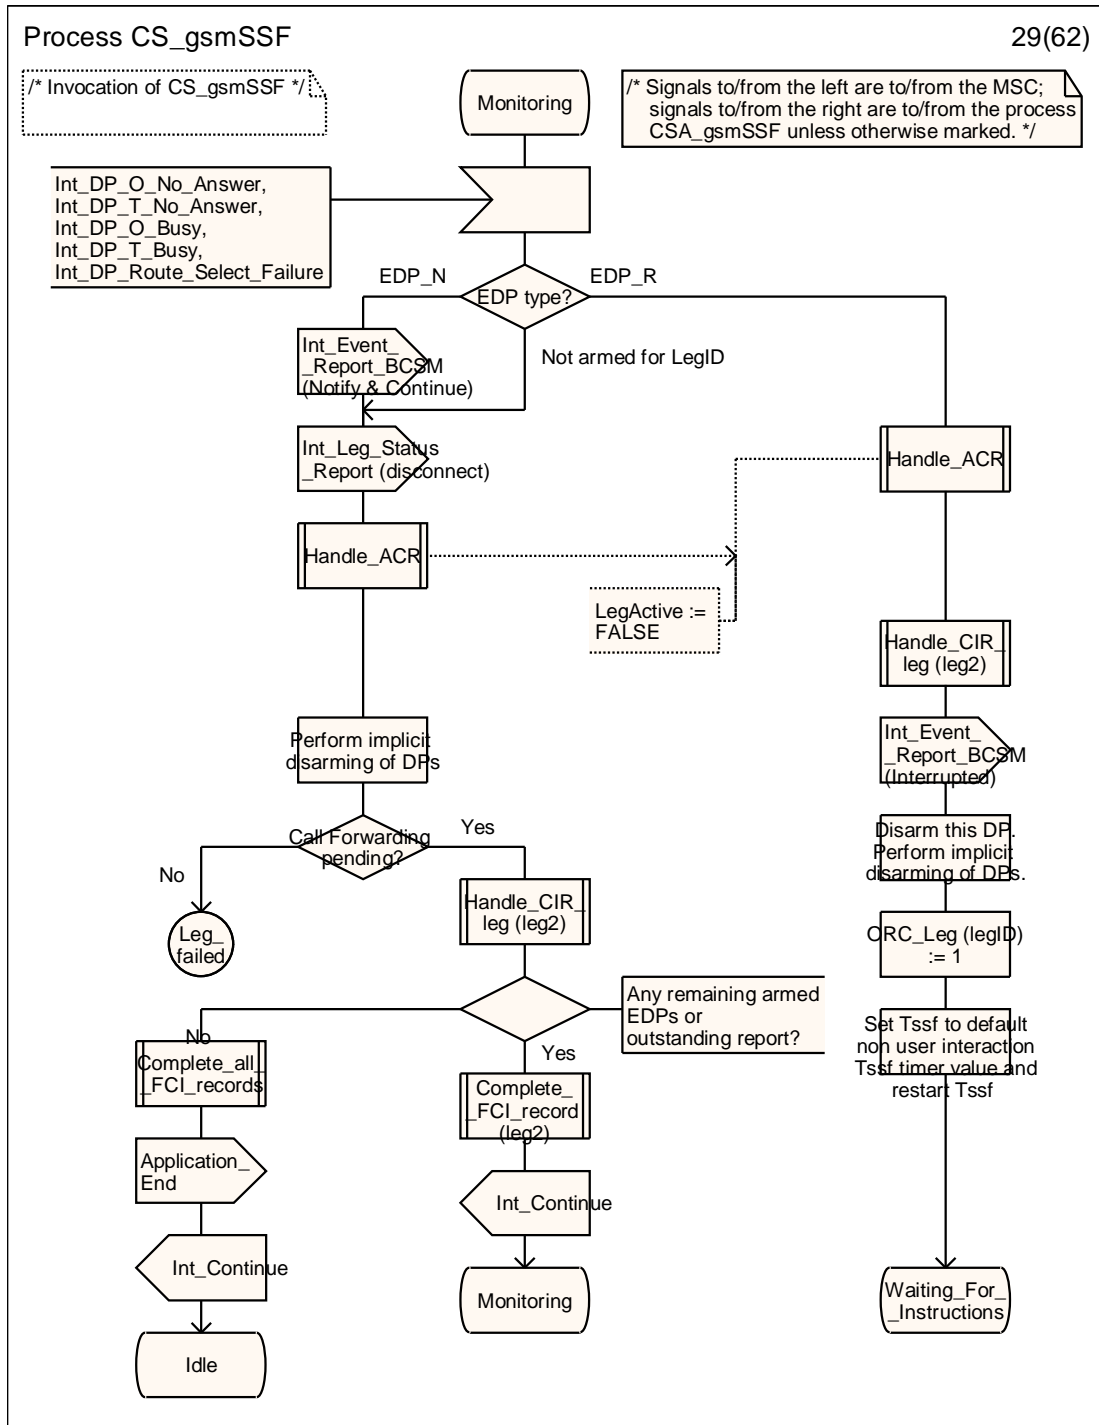 Process CS_gsmSSF
29(62)
/* Invocation of CS_gsmSSF */
Monitoring
/* Signals to/from the left are to/from the MSC;
signals to/from the right are to/from the process
CSA_gsmSSF unless otherwise marked. */
Int_DP_O_No_Answer,
Int_DP_T_No_Answer,
Int_DP_O_Busy,
Int_DP_T_Busy,
Int_DP_Route_Select_Failure
EDP_N
EDP type?
EDP_R
Int_Event_
_Report_BCSM
(Notify & Continue)
Not armed for LegID
Int_Leg_Status
_Report (disconnect)
Handle_ACR
Handle_ACR
LegActive :=
FALSE
Handle_CIR_
leg (leg2)
Int_Event_
_Report_BCSM
(Interrupted)
Perform implicit
disarming of DPs
Call Forwarding
pending?
Yes
No
Disarm this DP.
Perform implicit
disarming of DPs.
Handle_CIR_
leg (leg2)
Leg_
failed
ORC_Leg (legID)
:= 1
Any remaining armed
EDPs or
outstanding report?
No
Yes
Set Tssf to default
non user interaction
Tssf timer value and
restart Tssf
Complete_all_
_FCI_records
Complete_
_FCI_record
(leg2)
Application_
End
Int_Continue
Int_Continue
Monitoring
Waiting_For_
_Instructions
Idle